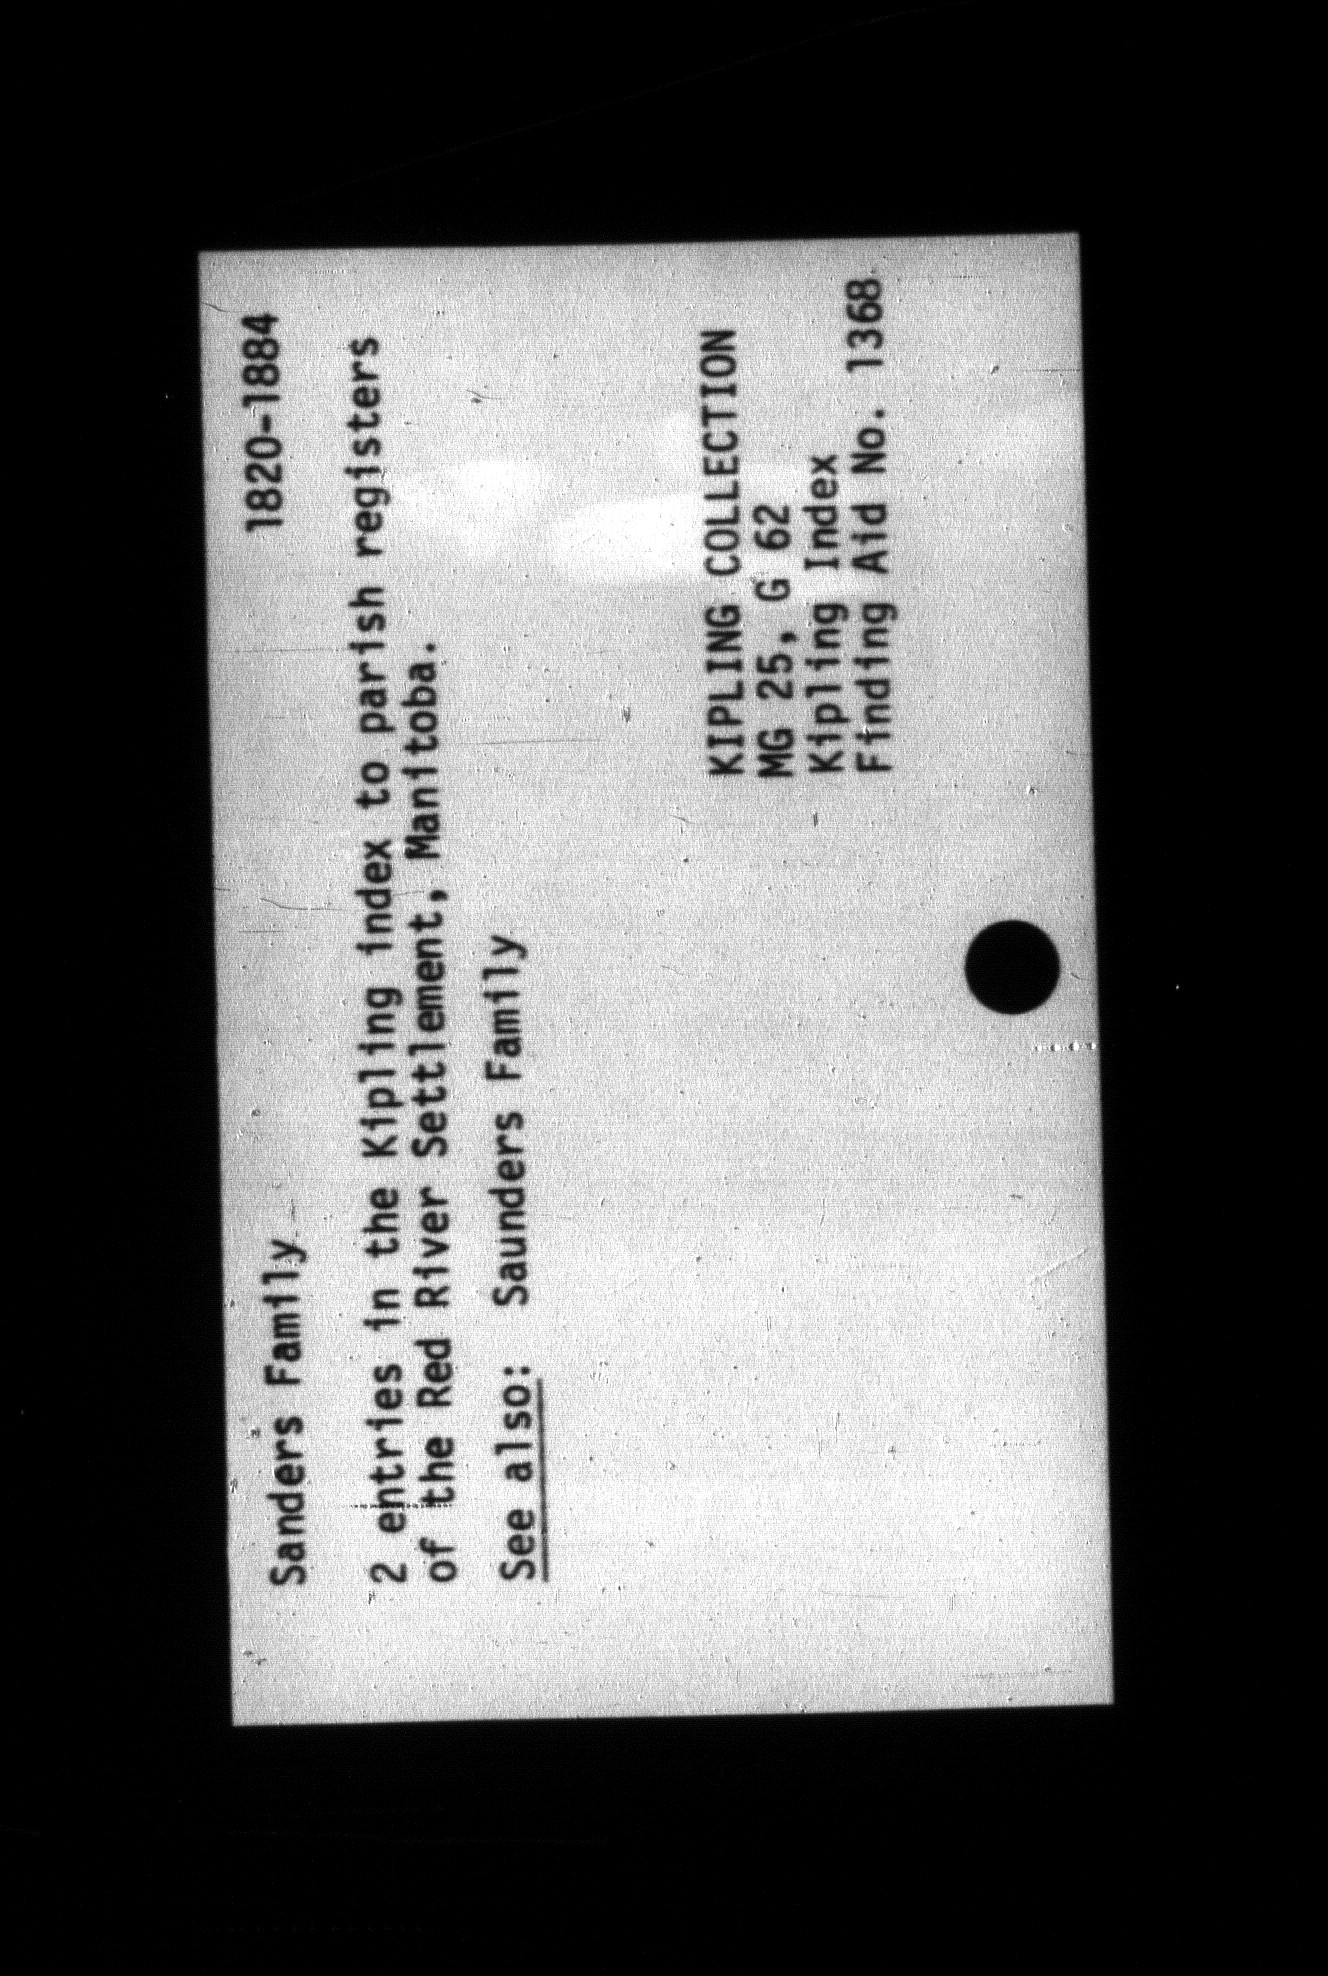 Sanders Family 1820-1884
2 entries in the Kipling index to parish registers
of the Red River Settlement, Manitoba.
See also: Saunders Family
KIPLING COLLECTION
MG 25, G 62
Kipling Index
Finding Aid No. 1368